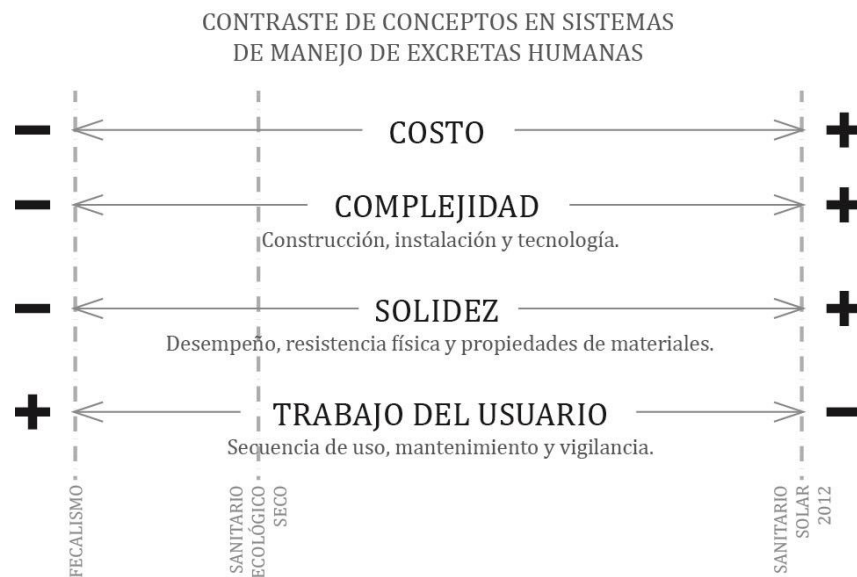 CONTRASTE DE CONCEPTOS EN SISTEMAS
DE MANEJO DE EXCRETAS HUMANAS
− COSTO +
− COMPLEJIDAD +
Construcción, instalación y tecnología.
− SOLIDEZ +
Desempeño, resistencia física y propiedades de materiales.
+ TRABAJO DEL USUARIO −
Secuencia de uso, mantenimiento y vigilancia.
FECALISMO
SANITARIO
ECOLÓGICO
SECO
SANITARIO
SOLAR
2012